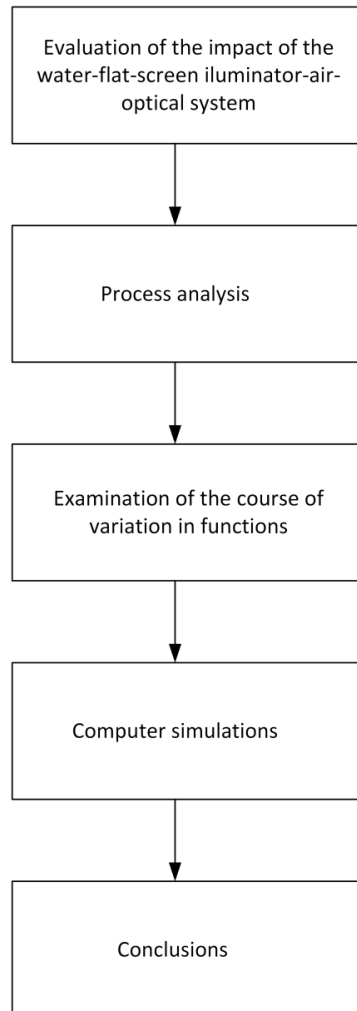 Evaluation of the impact of the
water-flat-screen iluminator-air-
optical system
Process analysis
Examination of the course of
variation in functions
Computer simulations
Conclusions